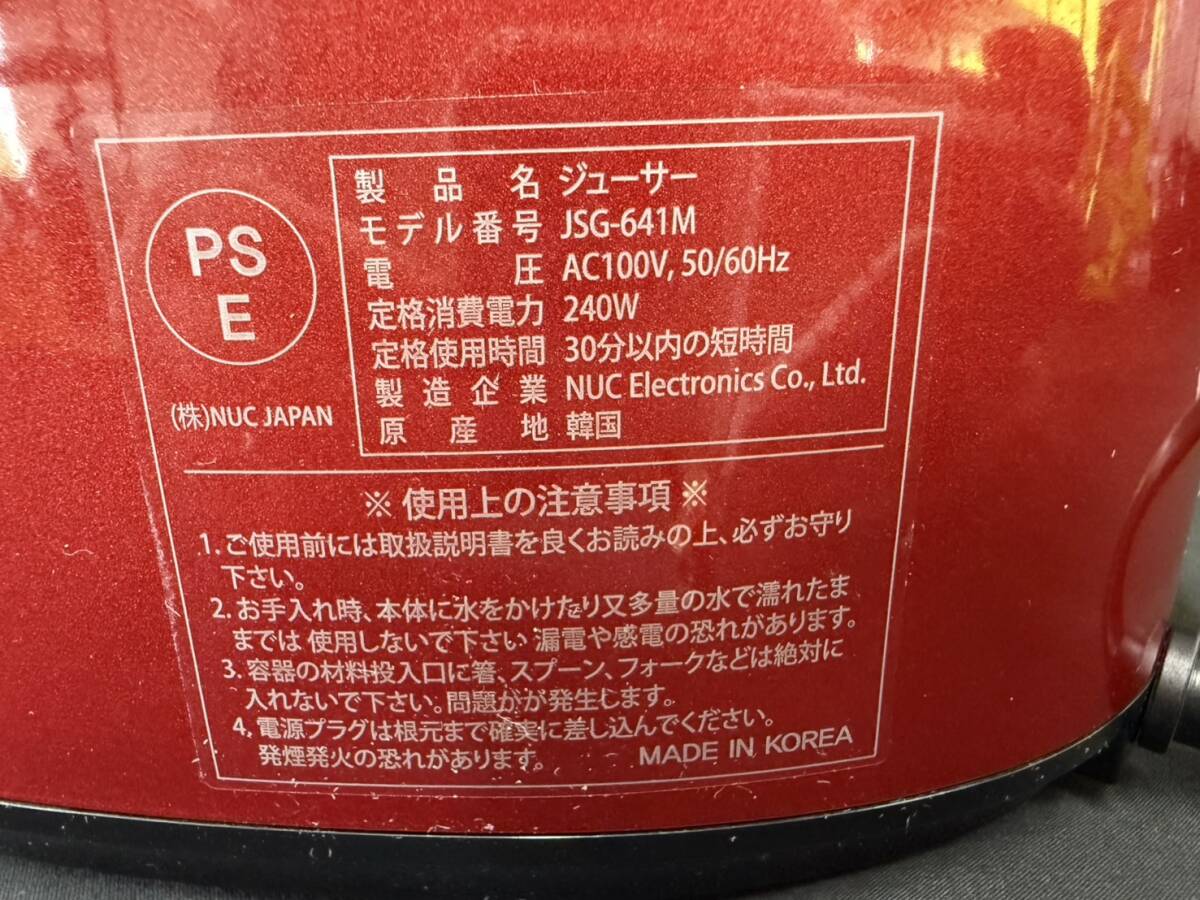 PS
E
(株)NUC JAPAN
製品名 ジューサー
モデル番号 JSG-641M
電圧 AC100V, 50/60Hz
定格消費電力 240W
定格使用時間 30分以内の短時間
製造企業 NUC Electronics Co., Ltd.
原産地 韓国
※ 使用上の注意事項 ※
1. ご使用前には取扱説明書を良くお読みの上、必ずお守り
下さい。
2. お手入れ時、本体に水をかけたり又多量の水で濡れたま
までは 使用しないで下さい 漏電や感電の恐れがあります。
3. 容器の材料投入口に箸、スプーン、フォークなどは絶対に
入れないで下さい。問題がが発生します。
4. 電源プラグは根元まで確実に差し込んでください。
発煙発火の恐れがあります。
MADE IN KOREA